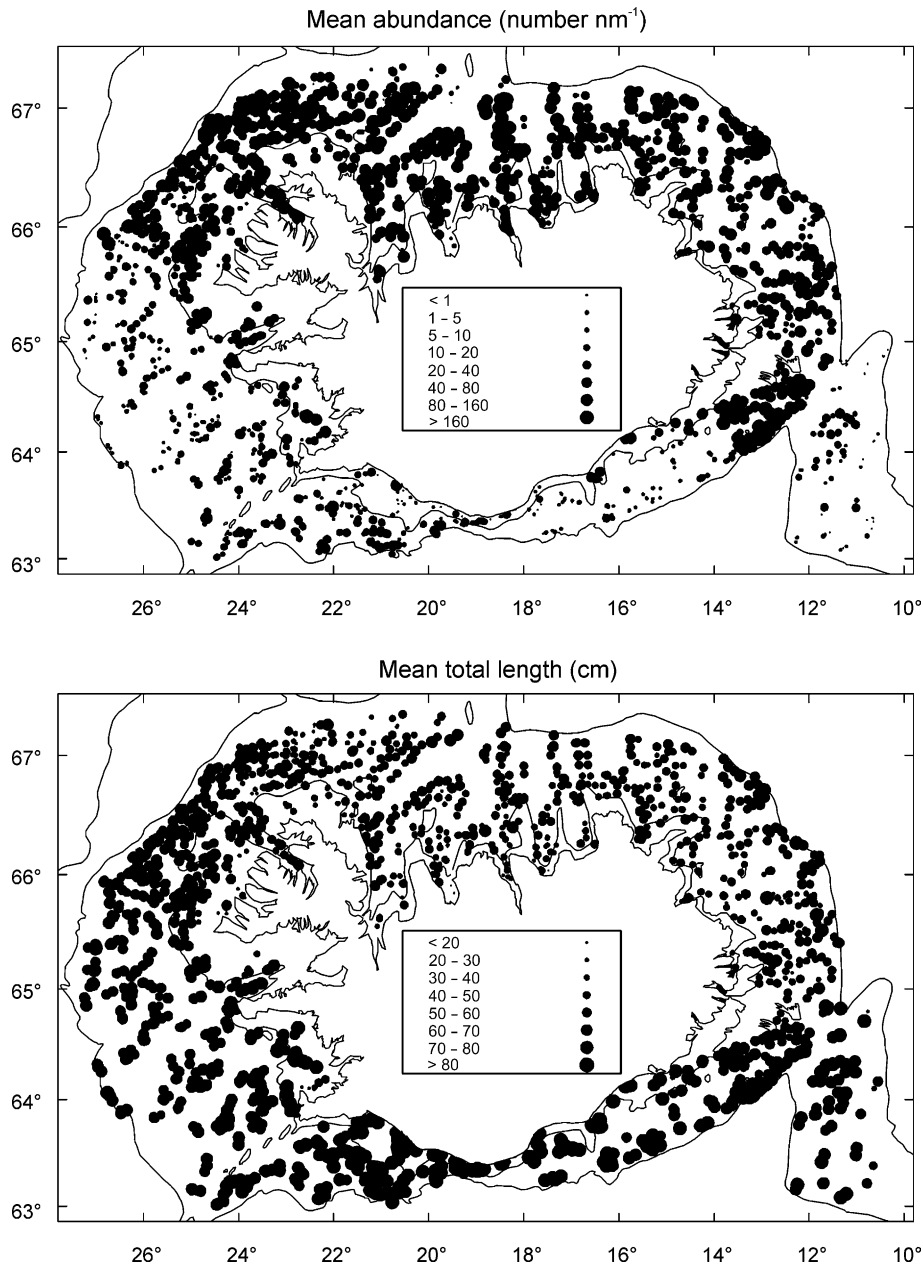 Mean abundance (number nm⁻¹)
67°
66°
65°
64°
63°
< 1
1 – 5
5 – 10
10 – 20
20 – 40
40 – 80
80 – 160
> 160
26° 24° 22° 20° 18° 16° 14° 12° 10°
Mean total length (cm)
67°
66°
65°
64°
63°
< 20
20 – 30
30 – 40
40 – 50
50 – 60
60 – 70
70 – 80
> 80
26° 24° 22° 20° 18° 16° 14° 12° 10°